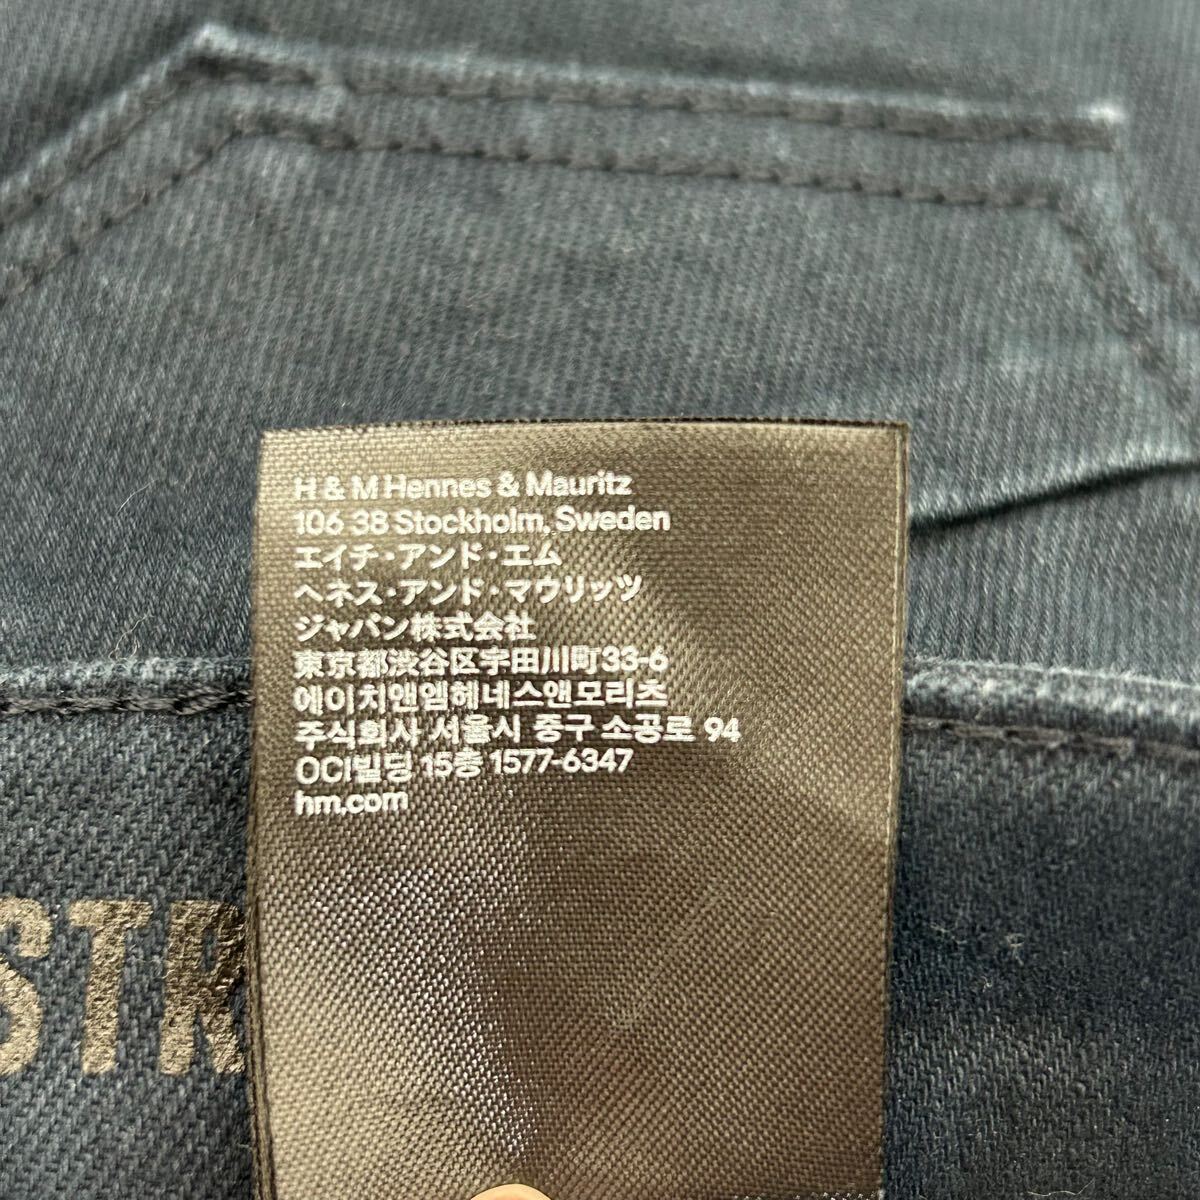 H & M Hennes & Mauritz
106 38 Stockholm, Sweden
エイチ・アンド・エム
ヘネス・アンド・マウリッツ
ジャパン株式会社
東京都渋谷区宇田川町33-6
에이치앤엠헤네스앤모리츠
주식회사 서울시 중구 소공로 94
OCI빌딩 15층 1577-6347
hm.com
STR